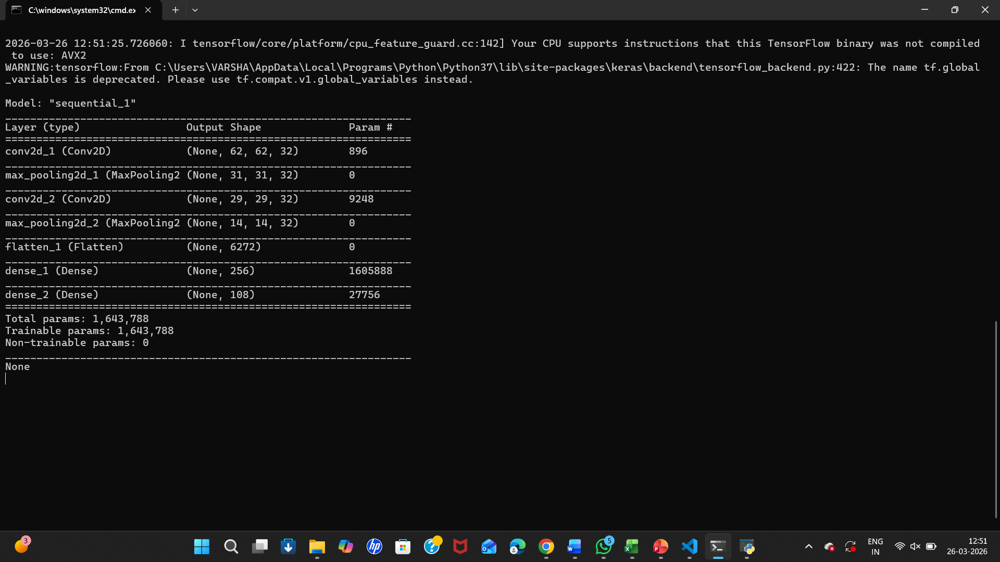 C:\windows\system32\cmd.ex
2026-03-26 12:51:25.726060: I tensorflow/core/platform/cpu_feature_guard.cc:142] Your CPU supports instructions that this TensorFlow binary was not compiled
 to use: AVX2
WARNING:tensorflow:From C:\Users\VARSHA\AppData\Local\Programs\Python\Python37\lib\site-packages\keras\backend\tensorflow_backend.py:422: The name tf.global
_variables is deprecated. Please use tf.compat.v1.global_variables instead.
Model: "sequential_1"
_________________________________________________________________
Layer (type)                 Output Shape              Param #
=================================================================
conv2d_1 (Conv2D)            (None, 62, 62, 32)        896
_________________________________________________________________
max_pooling2d_1 (MaxPooling2 (None, 31, 31, 32)        0
_________________________________________________________________
conv2d_2 (Conv2D)            (None, 29, 29, 32)        9248
_________________________________________________________________
max_pooling2d_2 (MaxPooling2 (None, 14, 14, 32)        0
_________________________________________________________________
flatten_1 (Flatten)          (None, 6272)              0
_________________________________________________________________
dense_1 (Dense)              (None, 256)               1605888
_________________________________________________________________
dense_2 (Dense)              (None, 108)               27756
=================================================================
Total params: 1,643,788
Trainable params: 1,643,788
Non-trainable params: 0
_________________________________________________________________
None
3
hp
O
W
5
X
P
ENG
IN
12:51
26-03-2026